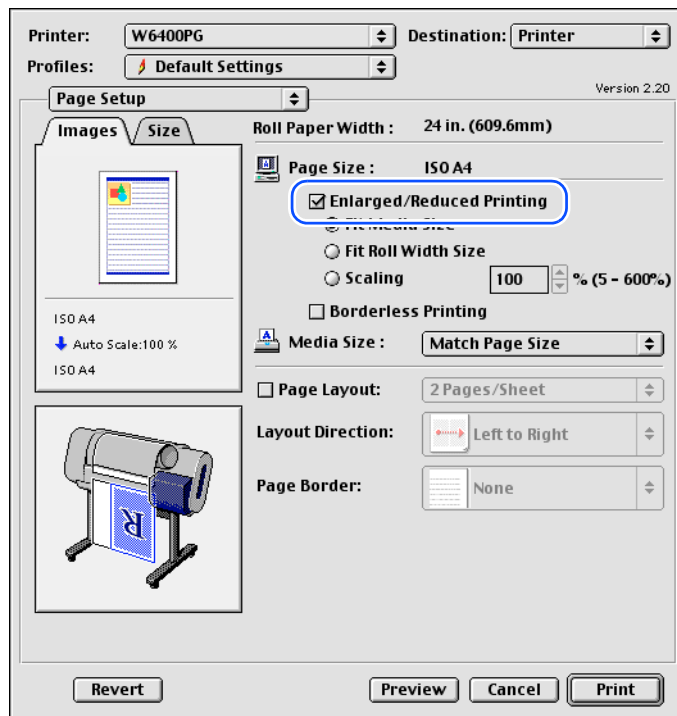 Printer: W6400PG Destination: Printer
Profiles: Default Settings
Version 2.20
Page Setup
Images Size
Roll Paper Width : 24 in. (609.6mm)
Page Size : ISO A4
Enlarged/Reduced Printing
Fit Media Size
Fit Roll Width Size
Scaling 100 % (5 - 600%)
Borderless Printing
ISO A4
Auto Scale:100 %
ISO A4
Media Size : Match Page Size
Page Layout: 2 Pages/Sheet
Layout Direction: Left to Right
Page Border: None
R
Revert Preview Cancel Print